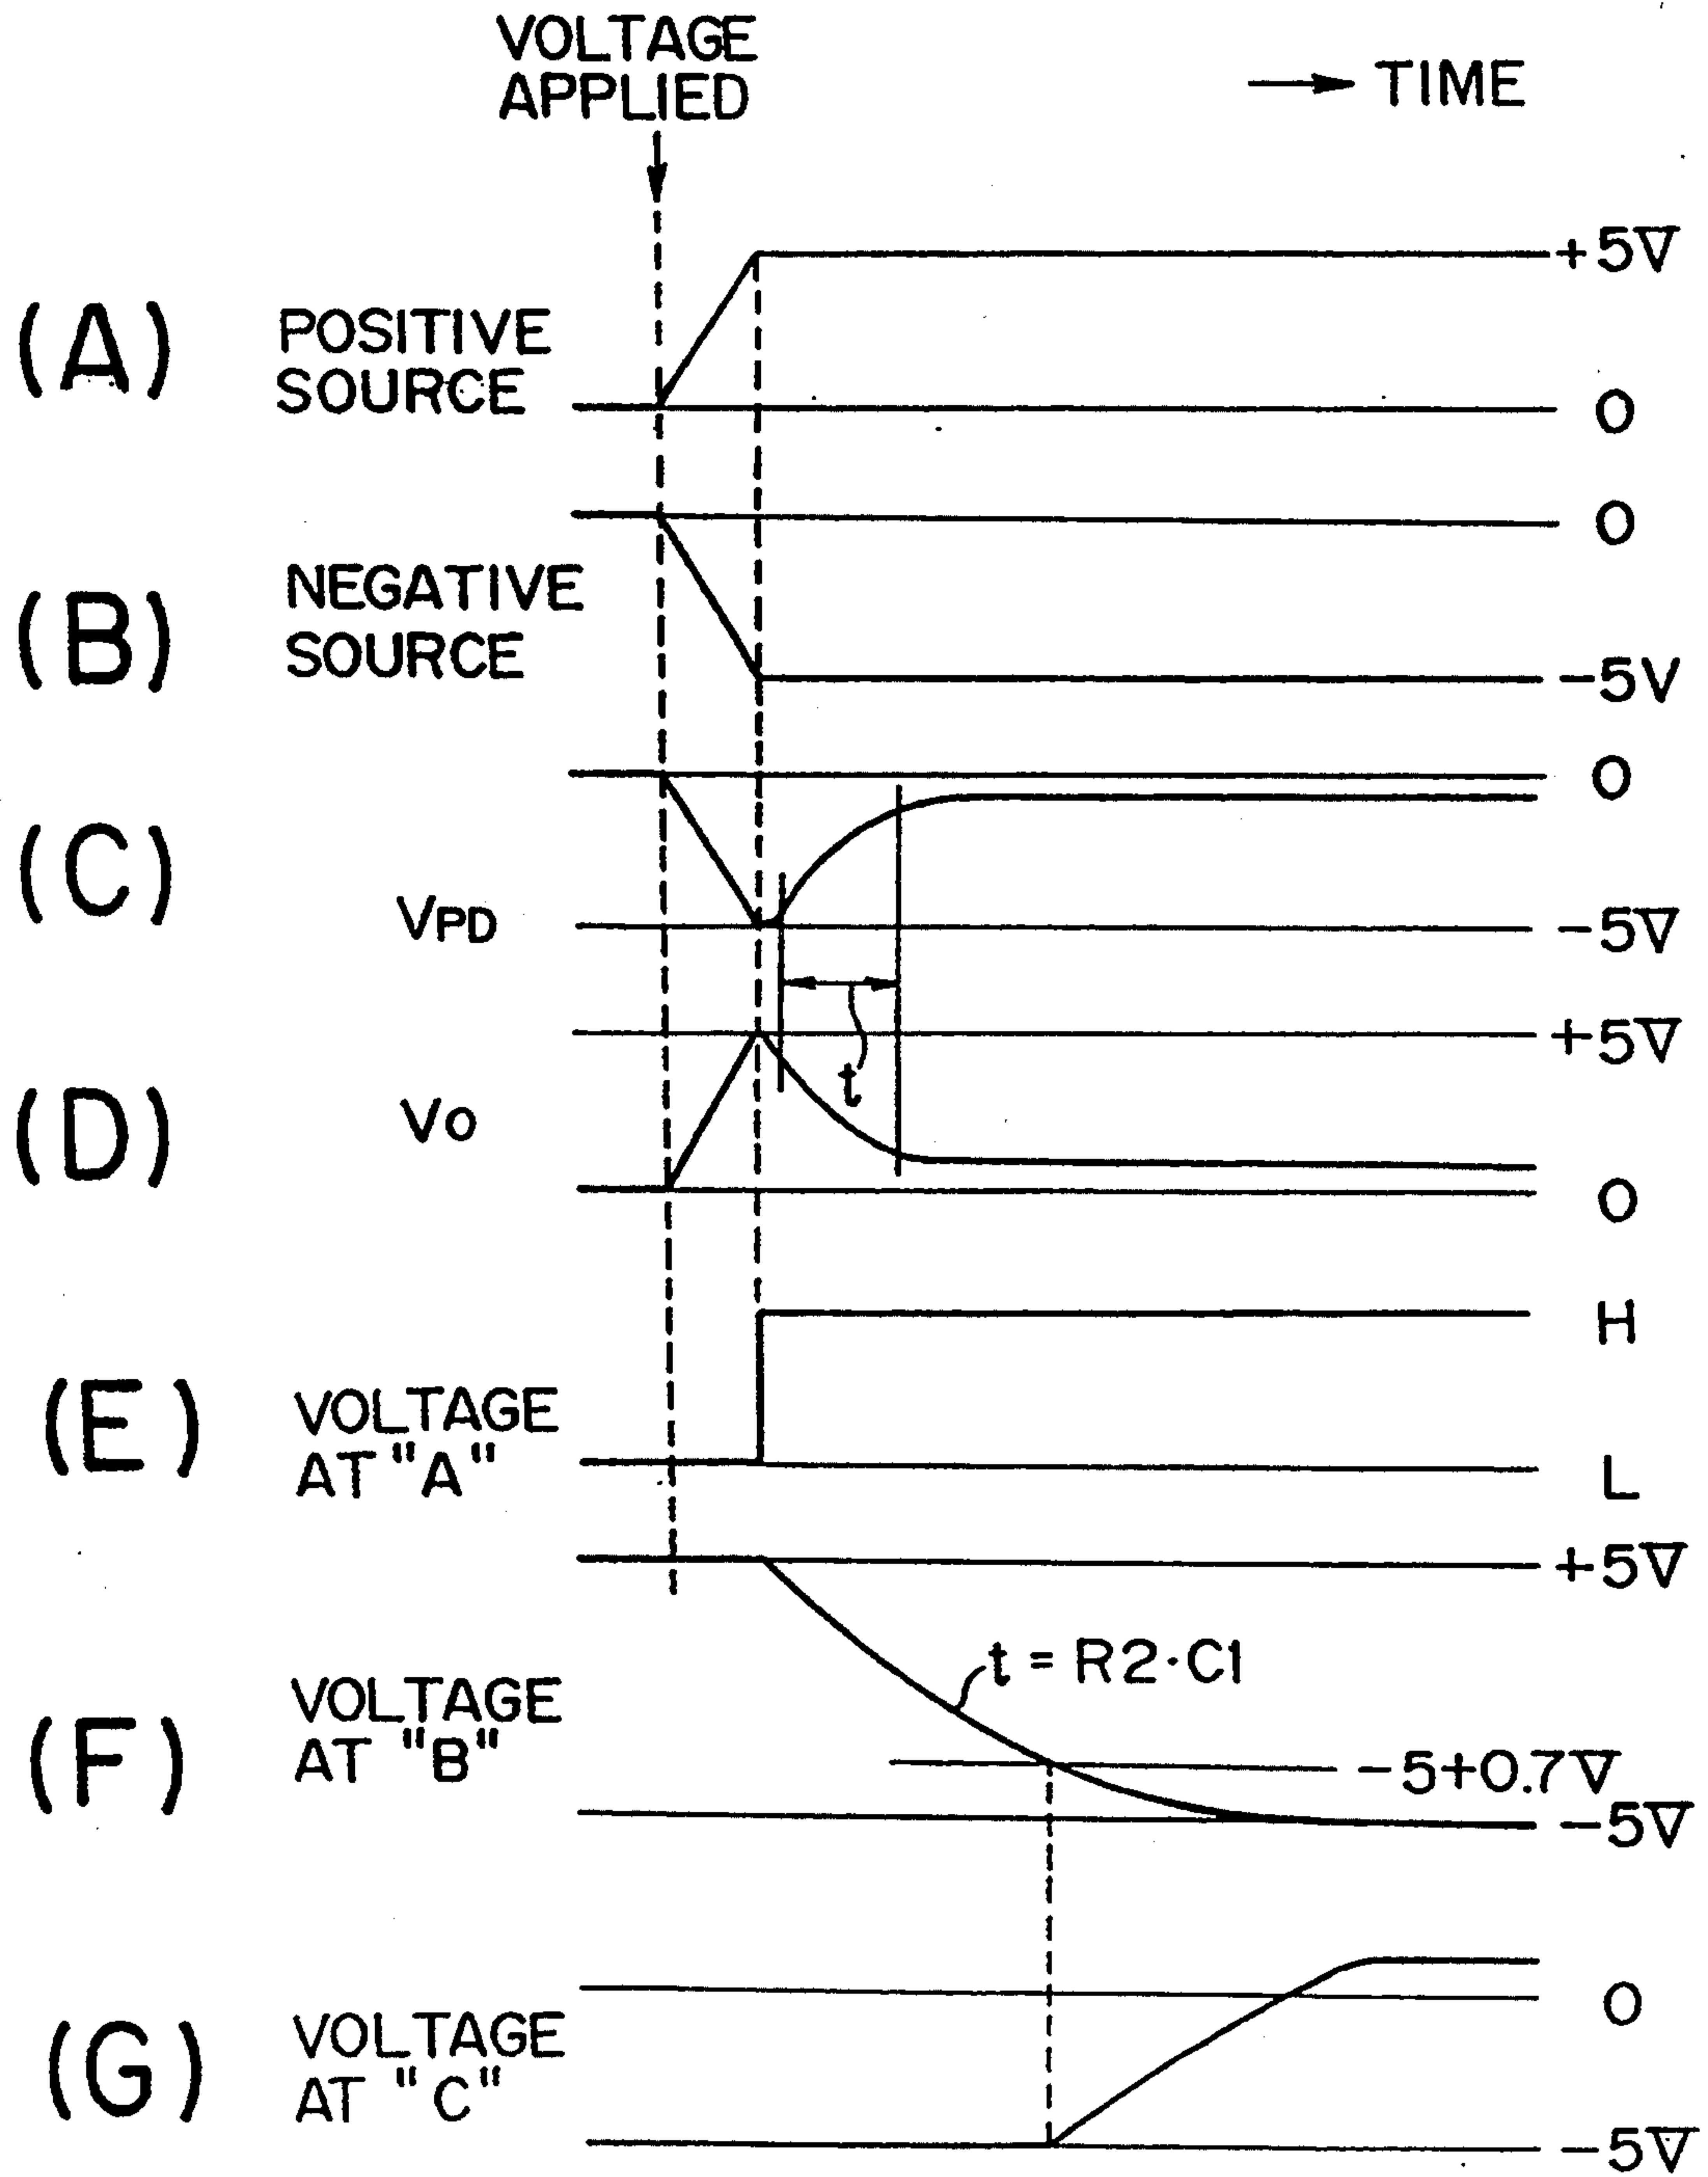 VOLTAGE
APPLIED
→ TIME
+5V
(A)
POSITIVE
SOURCE
0
0
(B)
NEGATIVE
SOURCE
-5V
0
(C)
VPD
-5V
+5V
t
(D)
VO
0
H
(E)
VOLTAGE
AT "A"
L
+5V
t = R2·C1
(F)
VOLTAGE
AT "B"
-5+0.7V
-5V
0
(G)
VOLTAGE
AT "C"
-5V